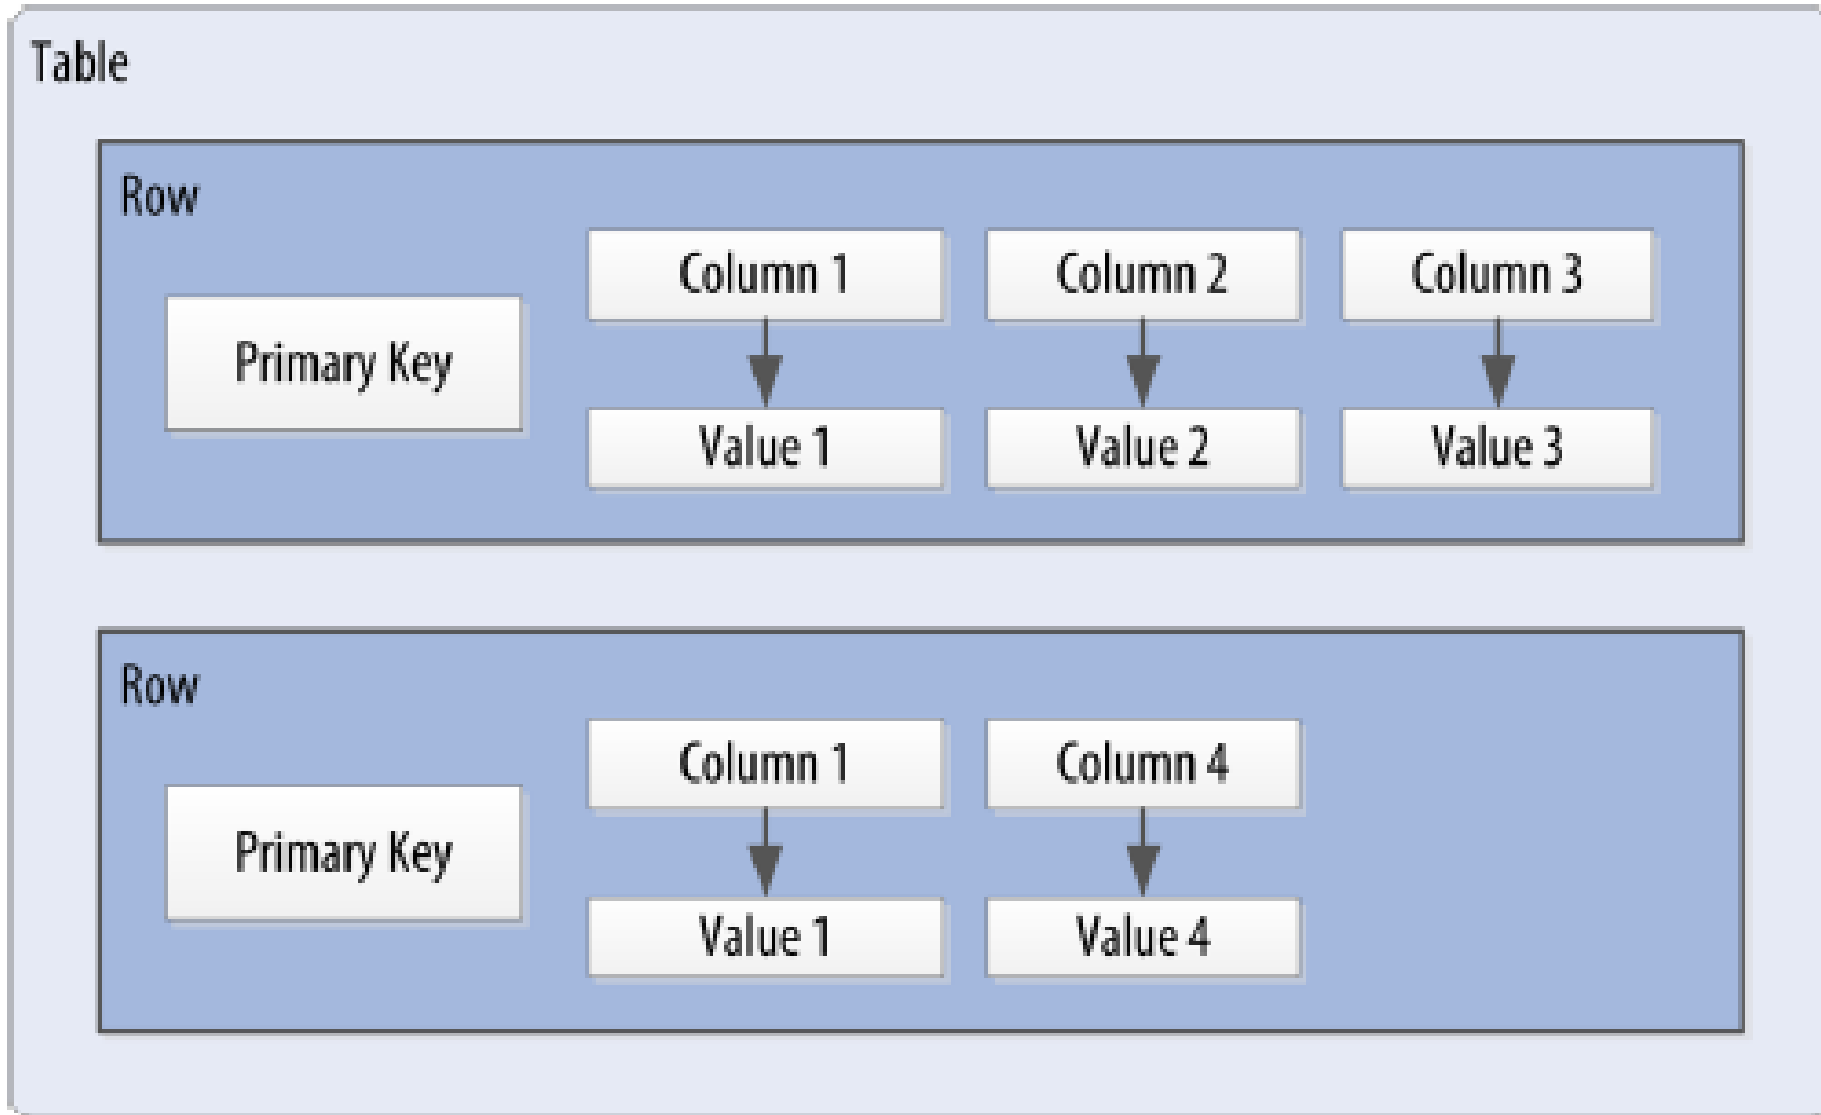 Table
Row
Primary Key
Column 1
Column 2
Column 3
Value 1
Value 2
Value 3
Row
Primary Key
Column 1
Column 4
Value 1
Value 4